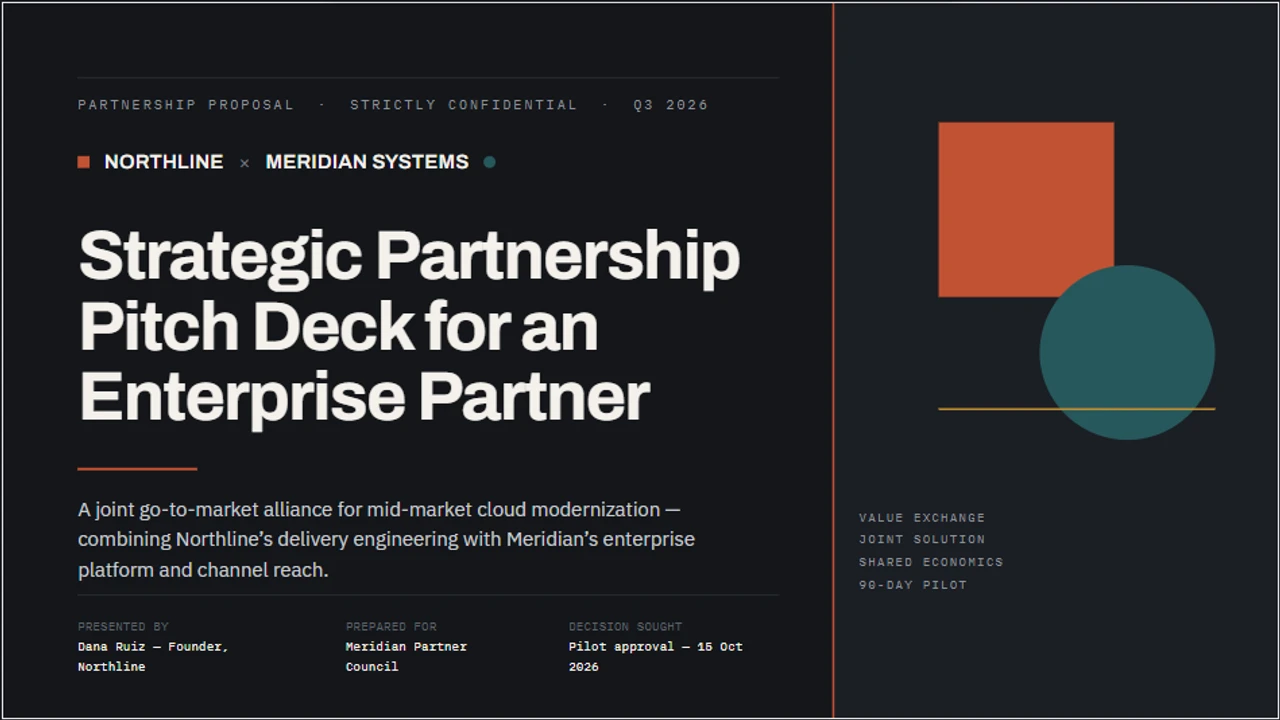 PARTNERSHIP PROPOSAL · STRICTLY CONFIDENTIAL · Q3 2026
NORTHLINE × MERIDIAN SYSTEMS
Strategic Partnership
Pitch Deck for an
Enterprise Partner
A joint go-to-market alliance for mid-market cloud modernization —
combining Northline’s delivery engineering with Meridian’s enterprise
platform and channel reach.
PRESENTED BY
Dana Ruiz — Founder,
Northline
PREPARED FOR
Meridian Partner
Council
DECISION SOUGHT
Pilot approval — 15 Oct
2026
VALUE EXCHANGE
JOINT SOLUTION
SHARED ECONOMICS
90-DAY PILOT